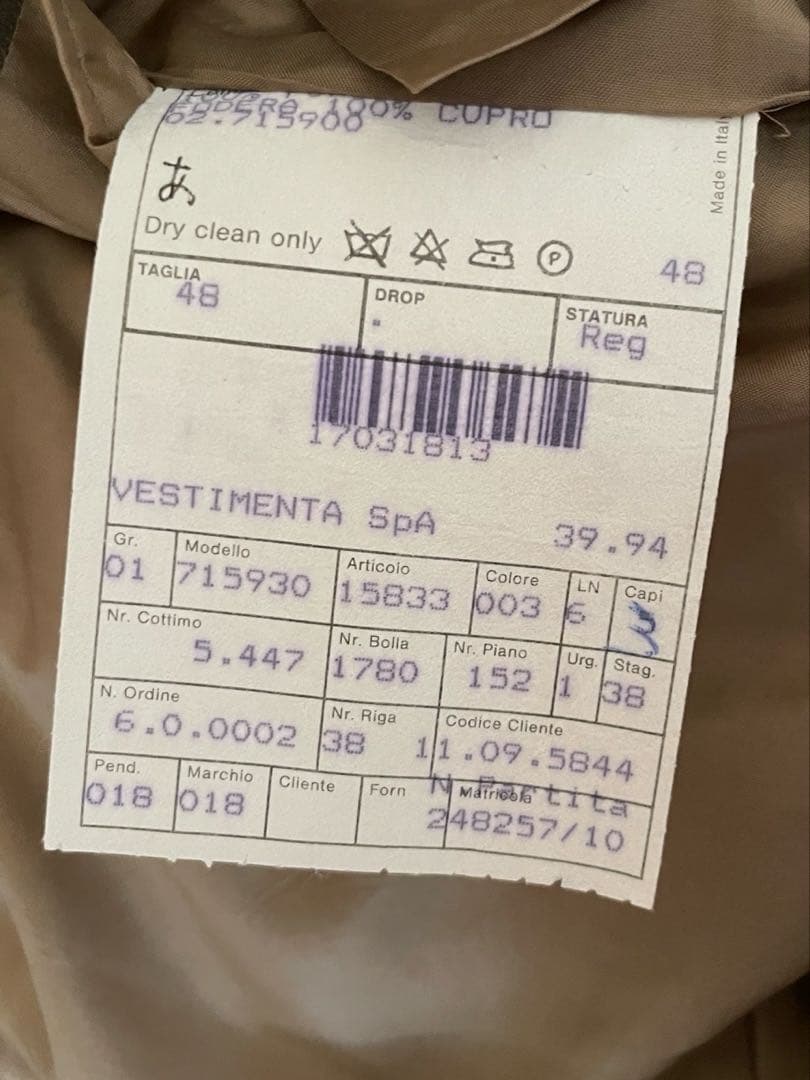 FODERA 100% CUPRO
62.715900
Made in Italy
あ
Dry clean only
P
48
TAGLIA DROP STATURA
48 . Reg
17031813
VESTIMENTA SpA 39.94
Gr. Modello Articolo Colore LN Capi
01 715930 15833 003 6 3
Nr. Cottimo Nr. Bolla Nr. Piano Urg. Stag.
5.447 1780 152 1 38
N. Ordine Nr. Riga Codice Cliente
6.0.0002 38 11.09.5844
Pend. Marchio Cliente Forn Matricola
N Partita
018 018 248257/10